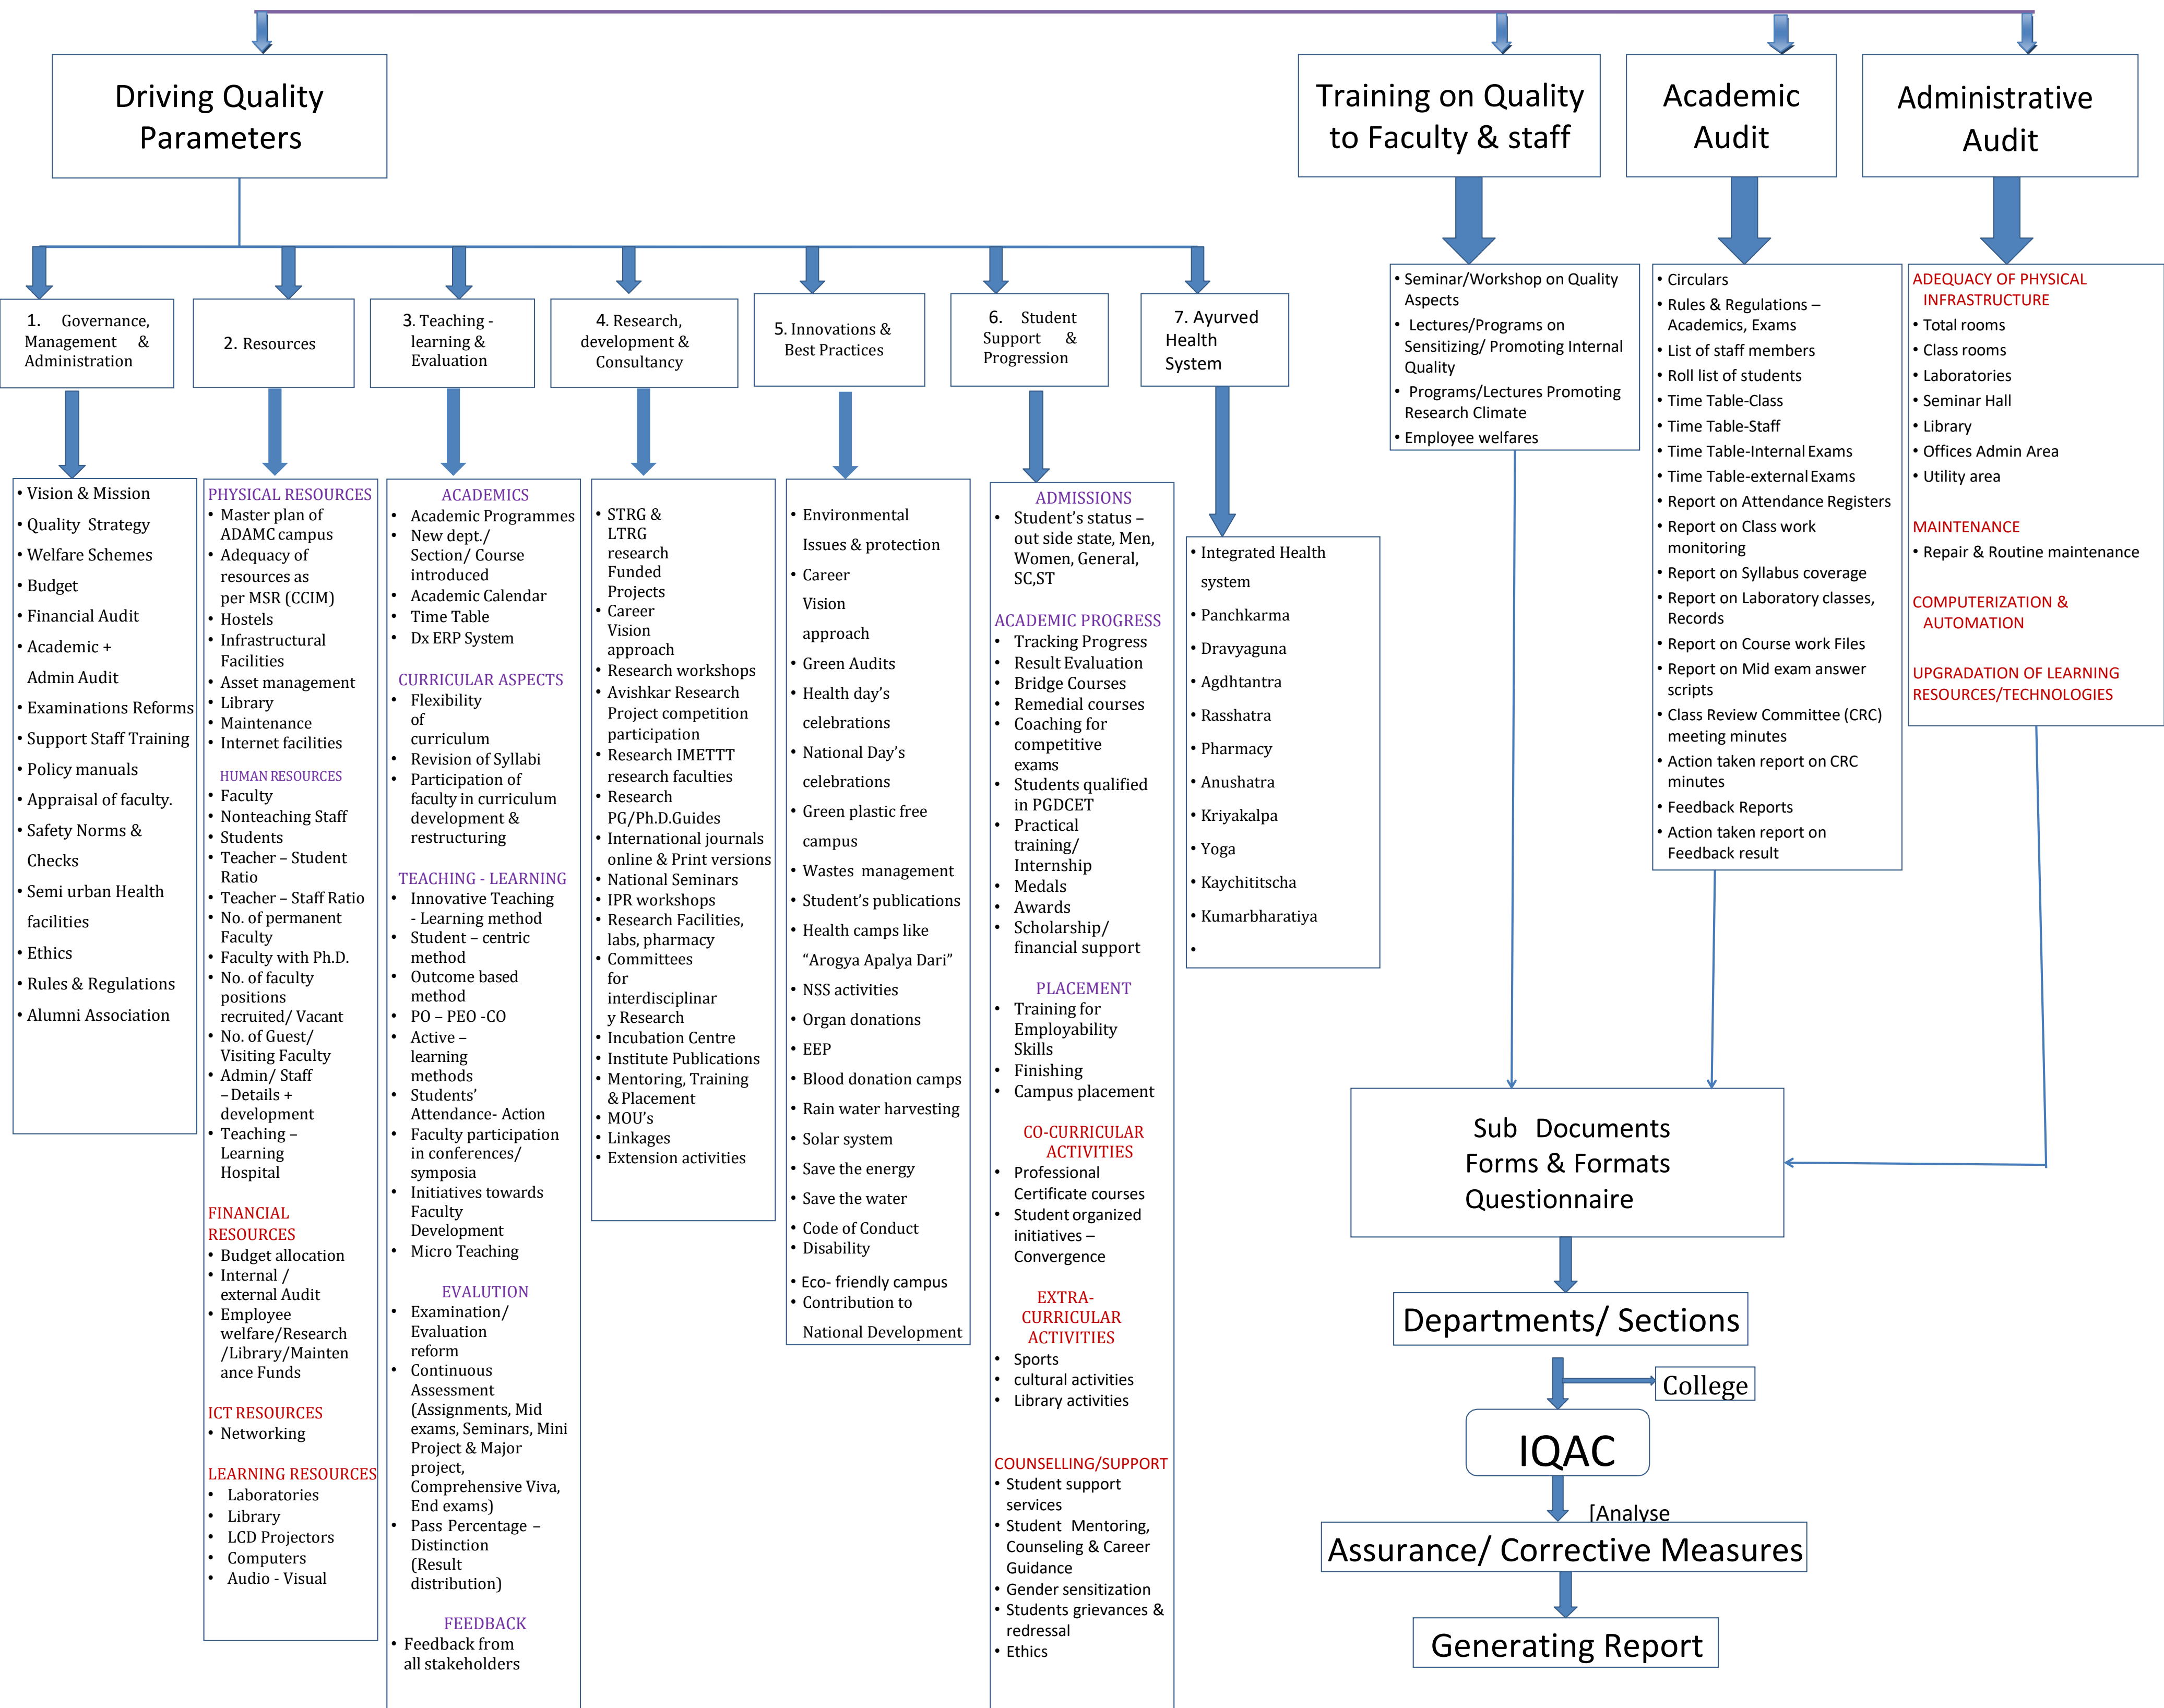 Driving Quality
Parameters
Training on Quality
to Faculty & staff
Academic
Audit
Administrative
Audit
1. Governance,
Management &
Administration
2. Resources
3. Teaching -
learning &
Evaluation
4. Research,
development &
Consultancy
5. Innovations &
Best Practices
6. Student
Support &
Progression
7. Ayurved
Health
System
• Vision & Mission
• Quality Strategy
• Welfare Schemes
• Budget
• Financial Audit
• Academic +
Admin Audit
• Examinations Reforms
• Support Staff Training
• Policy manuals
• Appraisal of faculty.
• Safety Norms &
Checks
• Semi urban Health
facilities
• Ethics
• Rules & Regulations
• Alumni Association
PHYSICAL RESOURCES
• Master plan of
ADAMC campus
• Adequacy of
resources as
per MSR (CCIM)
• Hostels
• Infrastructural
Facilities
• Asset management
• Library
• Maintenance
• Internet facilities
HUMAN RESOURCES
• Faculty
• Nonteaching Staff
• Students
• Teacher – Student
Ratio
• Teacher – Staff Ratio
• No. of permanent
Faculty
• Faculty with Ph.D.
• No. of faculty
positions
recruited/ Vacant
• No. of Guest/
Visiting Faculty
• Admin/ Staff
– Details +
development
• Teaching –
Learning
Hospital
FINANCIAL
RESOURCES
• Budget allocation
• Internal /
external Audit
• Employee
welfare/Research
/Library/Mainten
ance Funds
ICT RESOURCES
• Networking
LEARNING RESOURCES
• Laboratories
• Library
• LCD Projectors
• Computers
• Audio - Visual
ACADEMICS
• Academic Programmes
• New dept./
Section/ Course
introduced
• Academic Calendar
• Time Table
• Dx ERP System
CURRICULAR ASPECTS
• Flexibility
of
curriculum
• Revision of Syllabi
• Participation of
faculty in curriculum
development &
restructuring
TEACHING - LEARNING
• Innovative Teaching
- Learning method
• Student – centric
method
• Outcome based
method
• PO – PEO -CO
• Active –
learning
methods
• Students’
Attendance- Action
• Faculty participation
in conferences/
symposia
• Initiatives towards
Faculty
Development
• Micro Teaching
EVALUTION
• Examination/
Evaluation
reform
• Continuous
Assessment
(Assignments, Mid
exams, Seminars, Mini
Project & Major
project,
Comprehensive Viva,
End exams)
• Pass Percentage –
Distinction
(Result
distribution)
FEEDBACK
• Feedback from
all stakeholders
• STRG &
LTRG
research
Funded
Projects
• Career
Vision
approach
• Research workshops
• Avishkar Research
Project competition
participation
• Research IMETTT
research faculties
• Research
PG/Ph.D.Guides
• International journals
online & Print versions
• National Seminars
• IPR workshops
• Research Facilities,
labs, pharmacy
• Committees
for
interdisciplinar
y Research
• Incubation Centre
• Institute Publications
• Mentoring, Training
& Placement
• MOU’s
• Linkages
• Extension activities
• Environmental
Issues & protection
• Career
Vision
approach
• Green Audits
• Health day’s
celebrations
• National Day’s
celebrations
• Green plastic free
campus
• Wastes management
• Student’s publications
• Health camps like
“Arogya Apalya Dari”
• NSS activities
• Organ donations
• EEP
• Blood donation camps
• Rain water harvesting
• Solar system
• Save the energy
• Save the water
• Code of Conduct
• Disability
• Eco- friendly campus
• Contribution to
National Development
ADMISSIONS
• Student’s status –
out side state, Men,
Women, General,
SC,ST
ACADEMIC PROGRESS
• Tracking Progress
• Result Evaluation
• Bridge Courses
• Remedial courses
• Coaching for
competitive
exams
• Students qualified
in PGDCET
• Practical
training/
Internship
• Medals
• Awards
• Scholarship/
financial support
PLACEMENT
• Training for
Employability
Skills
• Finishing
• Campus placement
CO-CURRICULAR
ACTIVITIES
• Professional
Certificate courses
• Student organized
initiatives –
Convergence
EXTRA-
CURRICULAR
ACTIVITIES
• Sports
• cultural activities
• Library activities
COUNSELLING/SUPPORT
• Student support
services
• Student Mentoring,
Counseling & Career
Guidance
• Gender sensitization
• Students grievances &
redressal
• Ethics
• Integrated Health
system
• Panchkarma
• Dravyaguna
• Agdhtantra
• Rasshatra
• Pharmacy
• Anushatra
• Kriyakalpa
• Yoga
• Kaychititscha
• Kumarbharatiya
•
• Seminar/Workshop on Quality
Aspects
• Lectures/Programs on
Sensitizing/ Promoting Internal
Quality
• Programs/Lectures Promoting
Research Climate
• Employee welfares
• Circulars
• Rules & Regulations –
Academics, Exams
• List of staff members
• Roll list of students
• Time Table-Class
• Time Table-Staff
• Time Table-Internal Exams
• Time Table-external Exams
• Report on Attendance Registers
• Report on Class work
monitoring
• Report on Syllabus coverage
• Report on Laboratory classes,
Records
• Report on Course work Files
• Report on Mid exam answer
scripts
• Class Review Committee (CRC)
meeting minutes
• Action taken report on CRC
minutes
• Feedback Reports
• Action taken report on
Feedback result
ADEQUACY OF PHYSICAL
INFRASTRUCTURE
• Total rooms
• Class rooms
• Laboratories
• Seminar Hall
• Library
• Offices Admin Area
• Utility area
MAINTENANCE
• Repair & Routine maintenance
COMPUTERIZATION &
AUTOMATION
UPGRADATION OF LEARNING
RESOURCES/TECHNOLOGIES
Sub Documents
Forms & Formats
Questionnaire
Departments/ Sections
College
IQAC
[Analyse
Assurance/ Corrective Measures
Generating Report